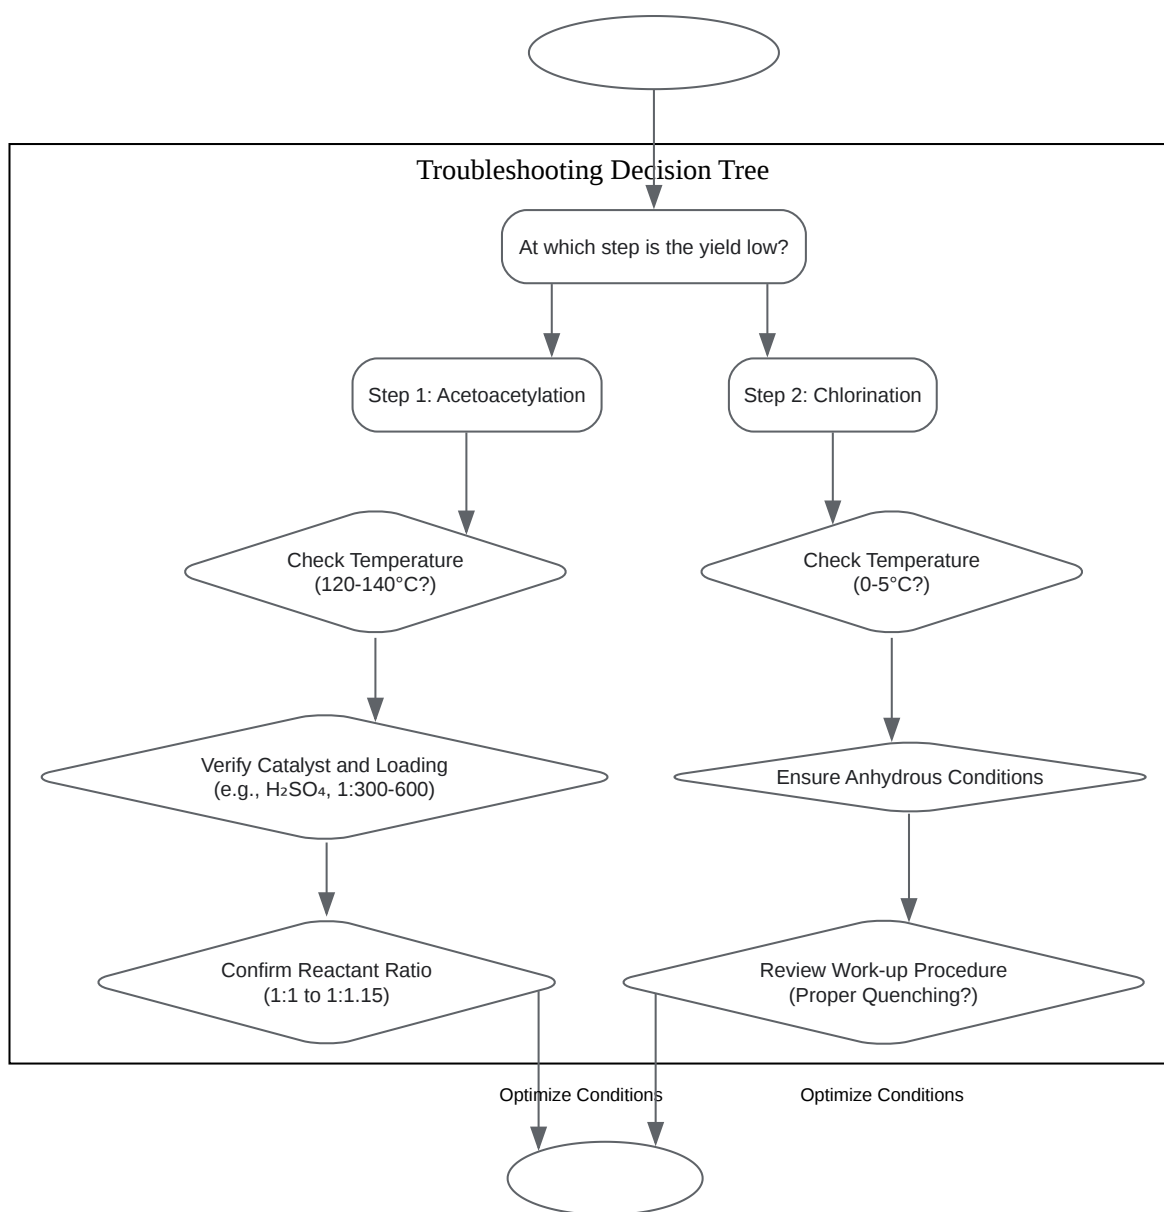 Troubleshooting Decision Tree
At which step is the yield low?
Step 1: Acetoacetylation
Step 2: Chlorination
Check Temperature
(120-140°C?)
Check Temperature
(0-5°C?)
Verify Catalyst and Loading
(e.g., H₂SO₄, 1:300-600)
Ensure Anhydrous Conditions
Confirm Reactant Ratio
(1:1 to 1:1.15)
Review Work-up Procedure
(Proper Quenching?)
Optimize Conditions
Optimize Conditions